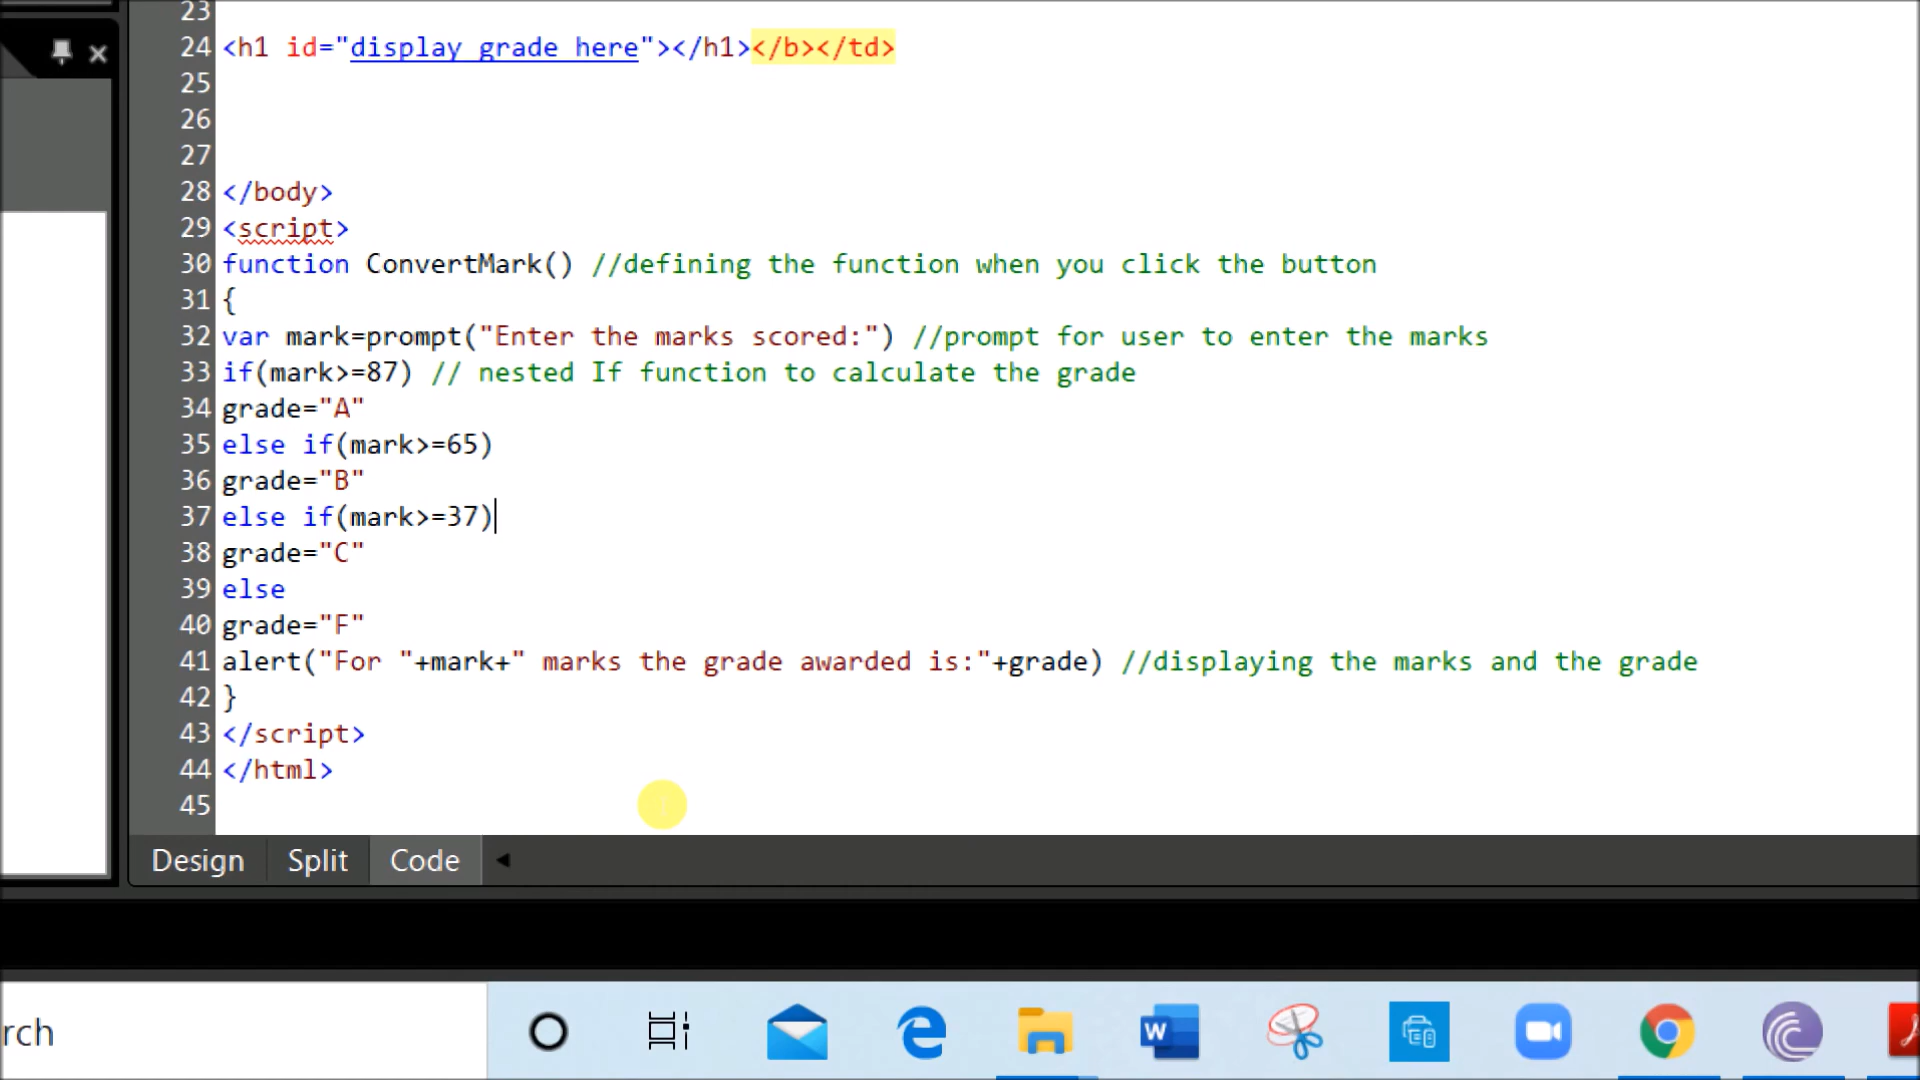 23
24 <h1 id="display grade here"></h1></b></td>
25
26
27
28 </body>
29 <script>
30 function ConvertMark() //defining the function when you click the button
31 {
32 var mark=prompt("Enter the marks scored:") //prompt for user to enter the marks
33 if(mark>=87) // nested If function to calculate the grade
34 grade="A"
35 else if(mark>=65)
36 grade="B"
37 else if(mark>=37)
38 grade="C"
39 else
40 grade="F"
41 alert("For "+mark+" marks the grade awarded is:"+grade) //displaying the marks and the grade
42 }
43 </script>
44 </html>
45
Design Split Code
rch
W